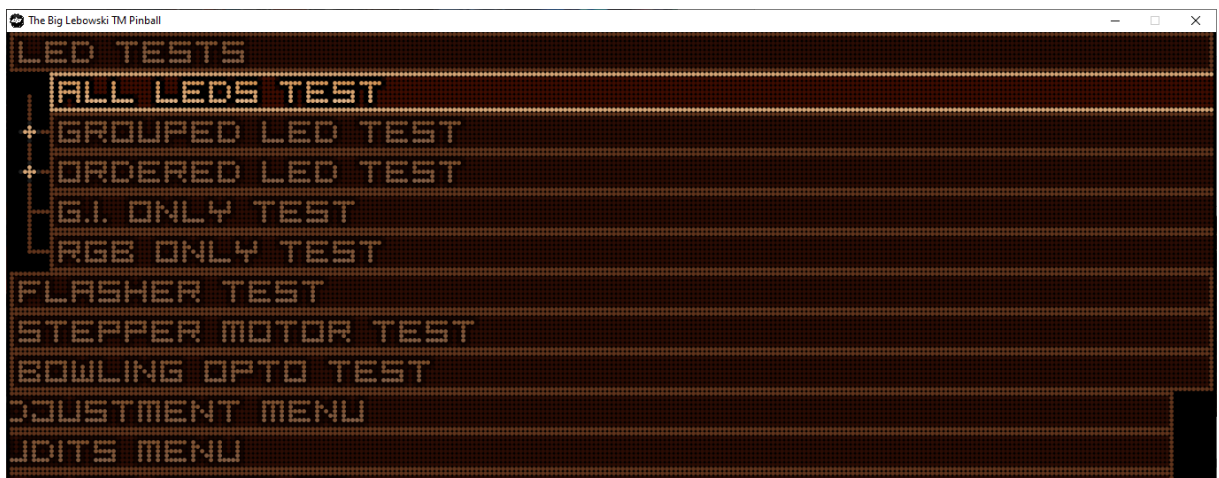 The Big Lebowski TM Pinball
LED TESTS
ALL LEDS TEST
GROUPED LED TEST
ORDERED LED TEST
G.I. ONLY TEST
RGB ONLY TEST
FLASHER TEST
STEPPER MOTOR TEST
BOWLING OPTO TEST
DJUSTMENT MENU
UDITS MENU